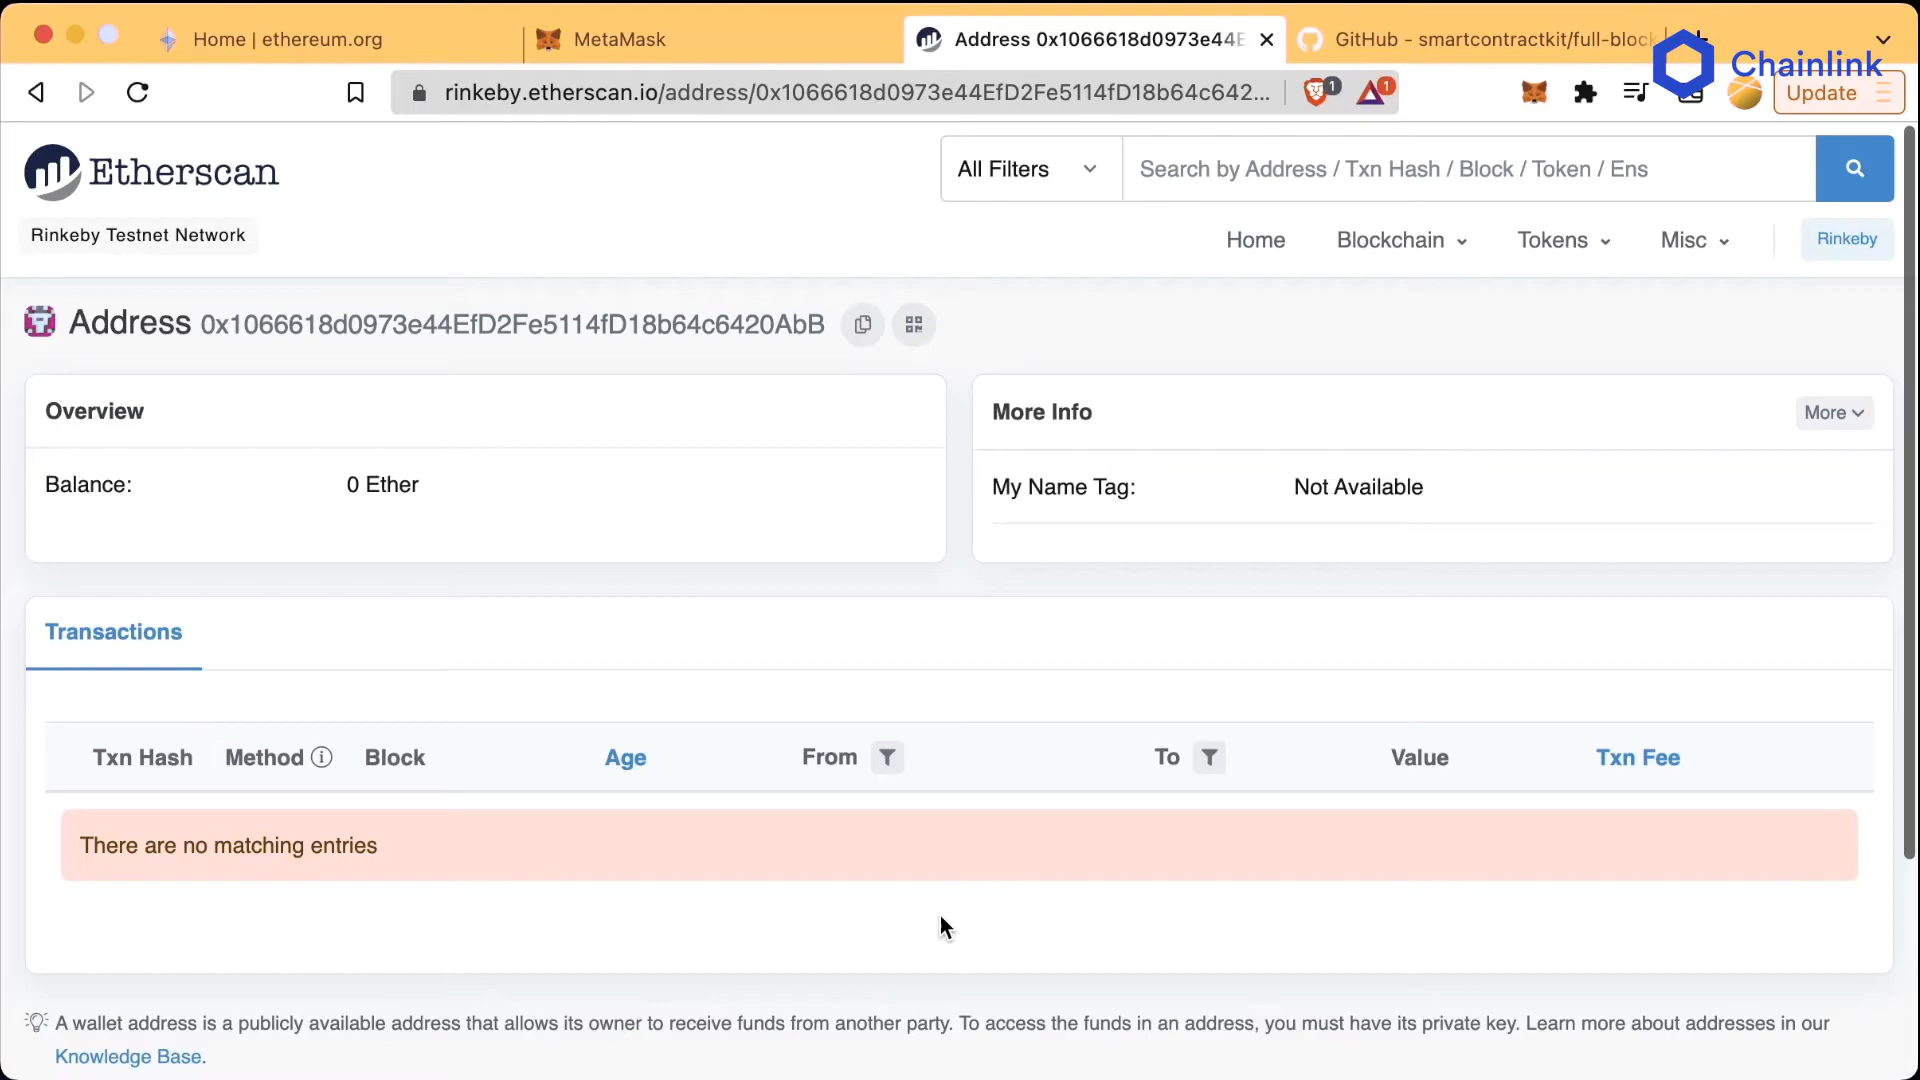 Home | ethereum.org
MetaMask
Address 0x1066618d0973e44E
GitHub - smartcontractkit/full-block
Chainlink
rinkeby.etherscan.io/address/0x1066618d0973e44EfD2Fe5114fD18b64c642...
1
1
Update
Etherscan
All Filters
Search by Address / Txn Hash / Block / Token / Ens
Rinkeby Testnet Network
Home
Blockchain
Tokens
Misc
Rinkeby
Address 0x1066618d0973e44EfD2Fe5114fD18b64c6420AbB
Overview
Balance:
0 Ether
More Info
More
My Name Tag:
Not Available
Transactions
Txn Hash
Method
Block
Age
From
To
Value
Txn Fee
There are no matching entries
A wallet address is a publicly available address that allows its owner to receive funds from another party. To access the funds in an address, you must have its private key. Learn more about addresses in our
Knowledge Base.